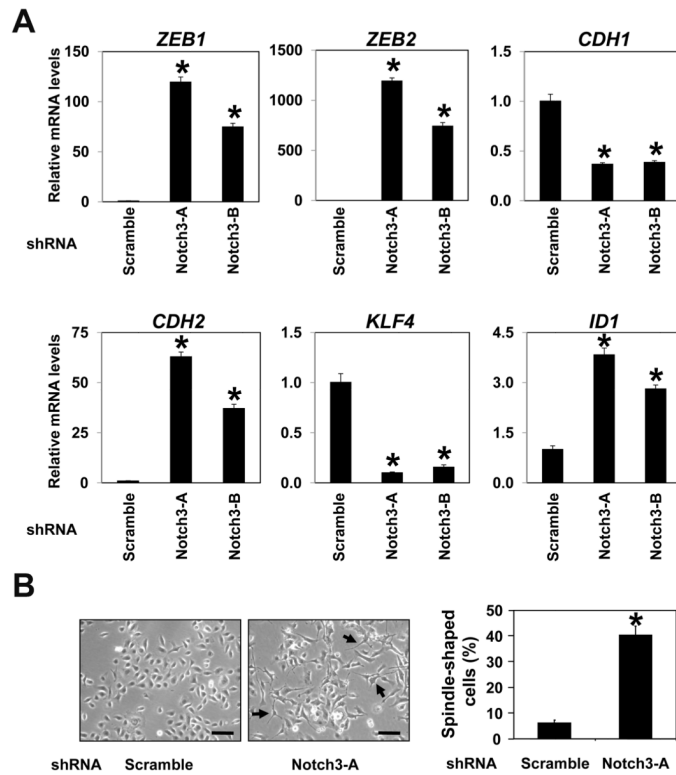 A
ZEB1 ZEB2 CDH1
Relative mRNA levels
150
100
50
0
1500
1000
500
0
1.5
1.0
0.5
0.0
* * * * * *
shRNA
Scramble Notch3-A Notch3-B Scramble Notch3-A Notch3-B Scramble Notch3-A Notch3-B
CDH2 KLF4 ID1
Relative mRNA levels
75
50
25
0
1.5
1.0
0.5
0.0
4.5
3.0
1.5
0.0
* * * * * *
shRNA
Scramble Notch3-A Notch3-B Scramble Notch3-A Notch3-B Scramble Notch3-A Notch3-B
B
Spindle-shaped
cells (%)
50
40
30
20
10
0
*
shRNA Scramble Notch3-A shRNA Scramble Notch3-A